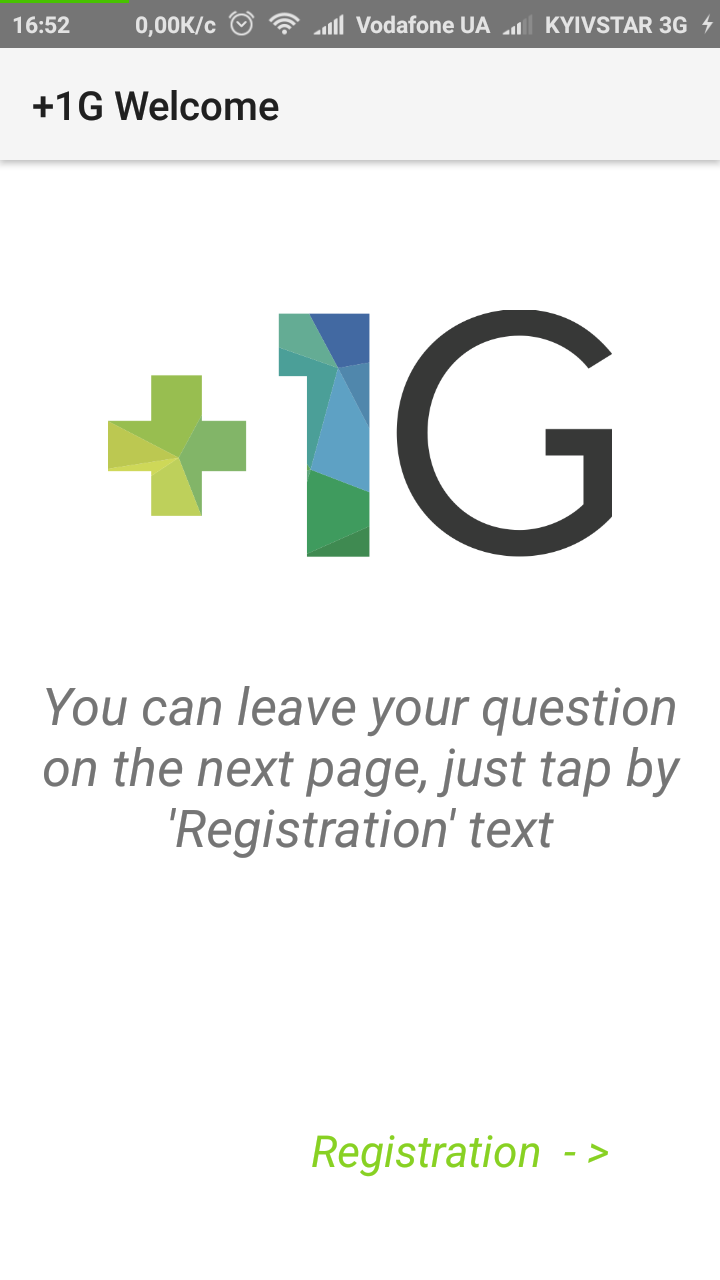 16:52 0,00K/c Vodafone UA KYIVSTAR 3G
+1G Welcome
+1G
You can leave your question
on the next page, just tap by
'Registration' text
Registration - >